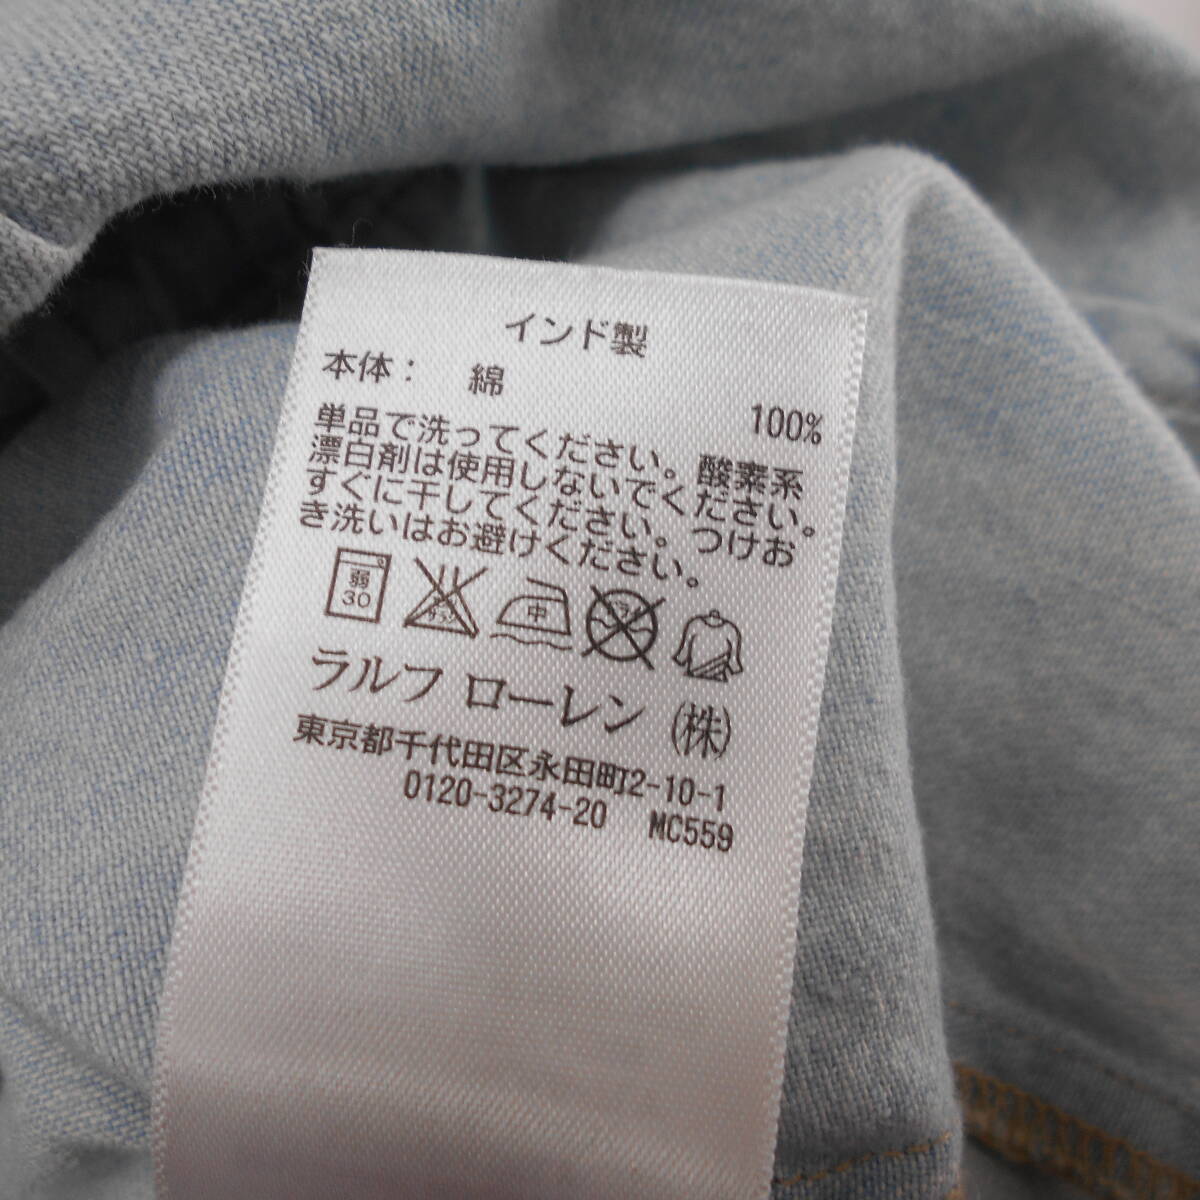 インド製
本体： 綿 100%
単品で洗ってください。酸素系
漂白剤は使用しないでください。
すぐに干してください。つけお
き洗いはお避けください。
弱
30
中
ラルフ ローレン (株)
東京都千代田区永田町2-10-1
0120-3274-20 MC559